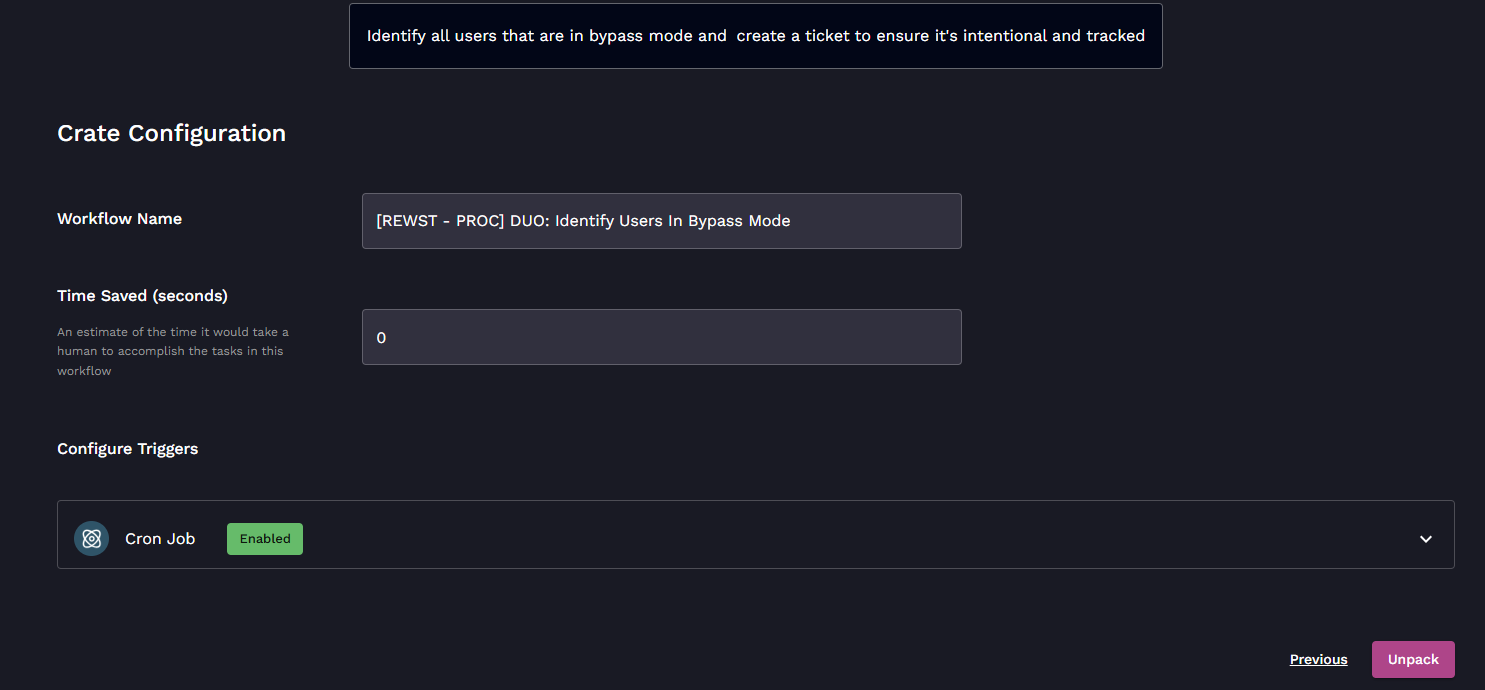 Identify all users that are in bypass mode and  create a ticket to ensure it's intentional and tracked
Crate Configuration
Workflow Name
[REWST - PROC] DUO: Identify Users In Bypass Mode
Time Saved (seconds)
An estimate of the time it would take a
human to accomplish the tasks in this
workflow
0
Configure Triggers
Cron Job
Enabled
Previous
Unpack